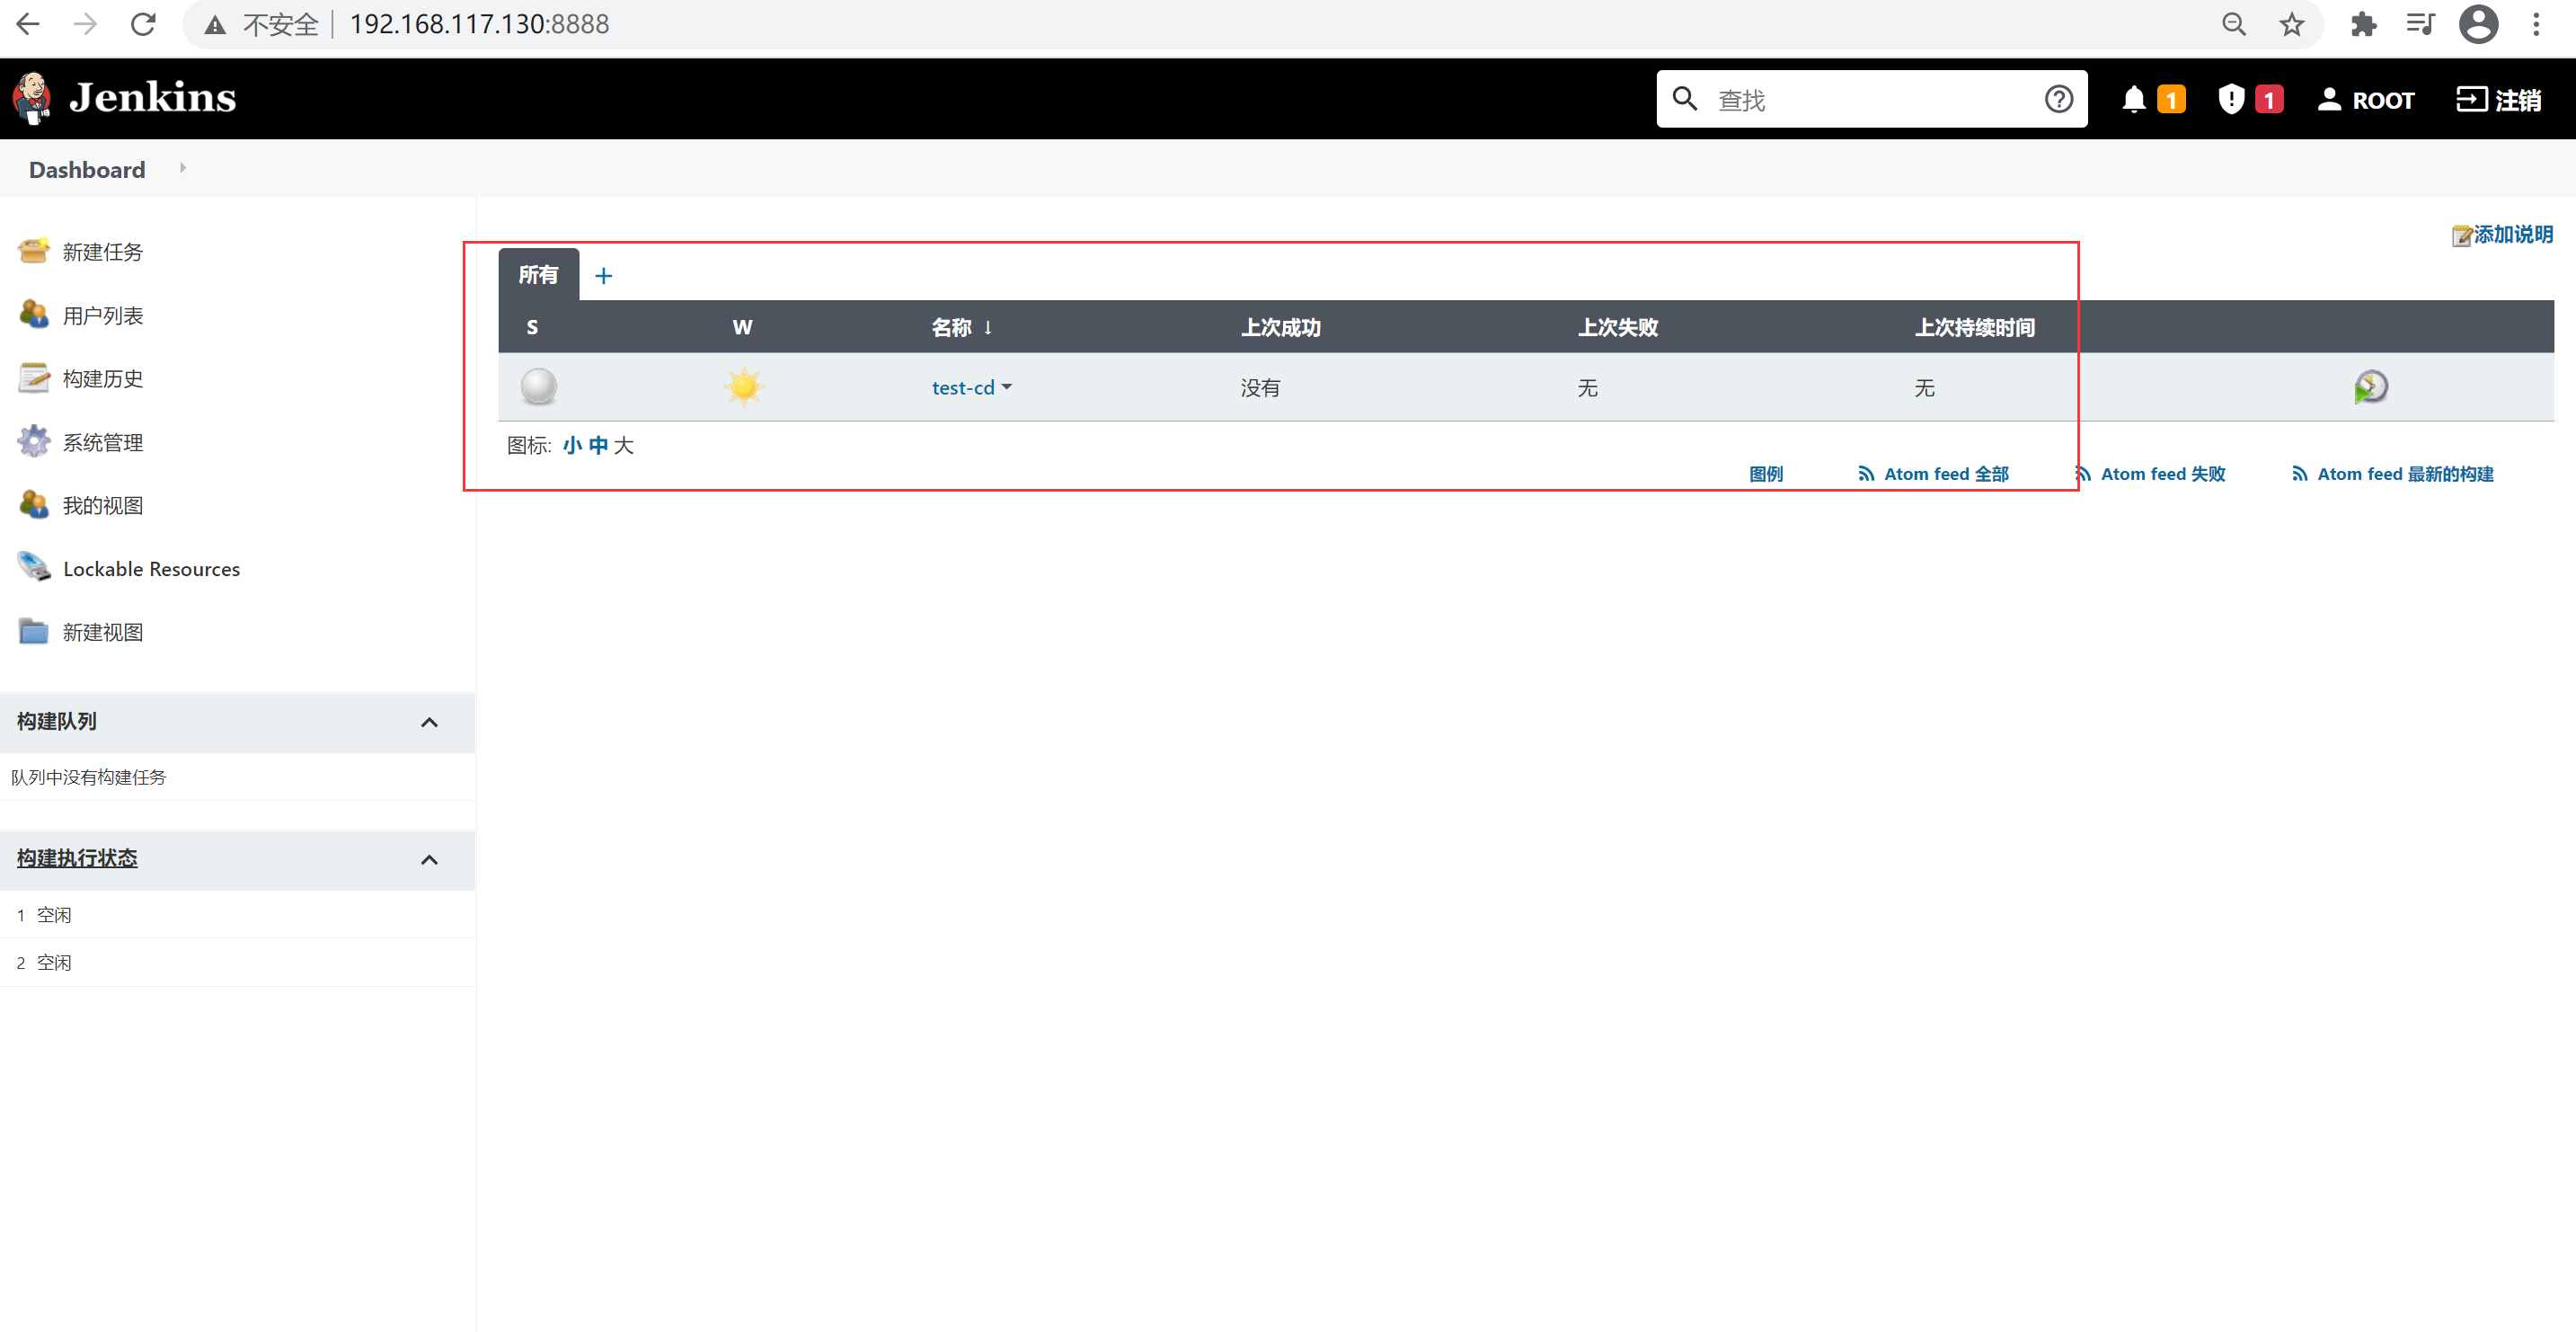 不安全 192.168.117.130:8888
Jenkins 查找 1 1 ROOT 注销
Dashboard
添加说明
新建任务
用户列表
构建历史
系统管理
我的视图
Lockable Resources
新建视图
构建队列
队列中没有构建任务
构建执行状态
1 空闲
2 空闲
所有 +
S W 名称 ↓ 上次成功 上次失败 上次持续时间
test-cd 没有 无 无
图标: 小 中 大
图例 Atom feed 全部 Atom feed 失败 Atom feed 最新的构建